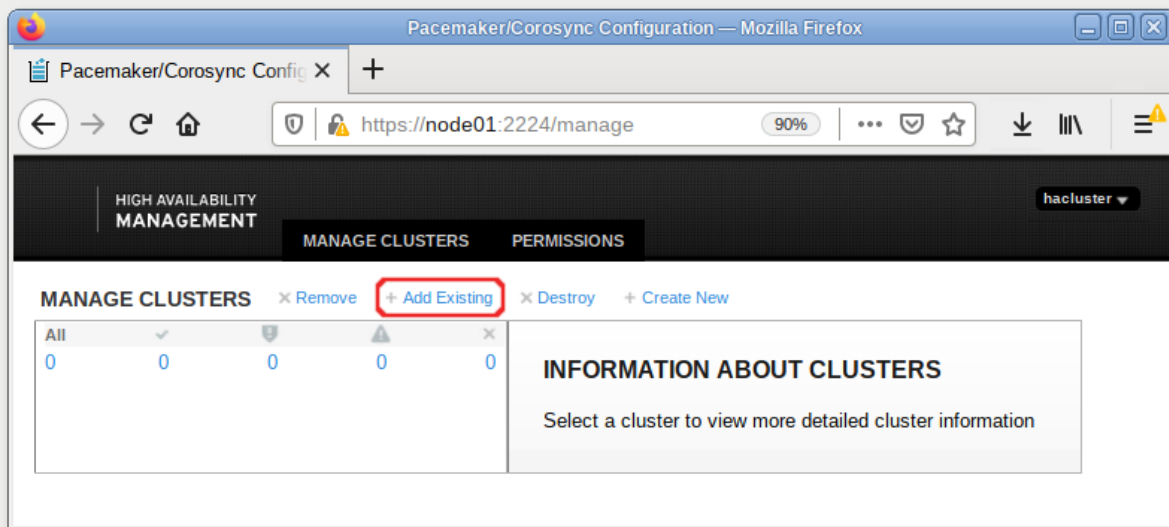 Pacemaker/Corosync Configuration — Mozilla Firefox
Pacemaker/Corosync Config
https://node01:2224/manage 90%
HIGH AVAILABILITY
MANAGEMENT
hacluster
MANAGE CLUSTERS PERMISSIONS
MANAGE CLUSTERS × Remove + Add Existing × Destroy + Create New
All
0 0 0 0 0
INFORMATION ABOUT CLUSTERS
Select a cluster to view more detailed cluster information